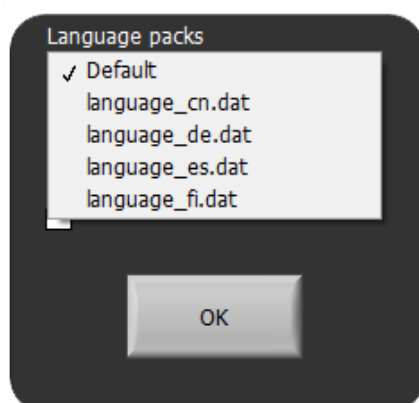 Language packs
Default
language_cn.dat
language_de.dat
language_es.dat
language_fi.dat
OK